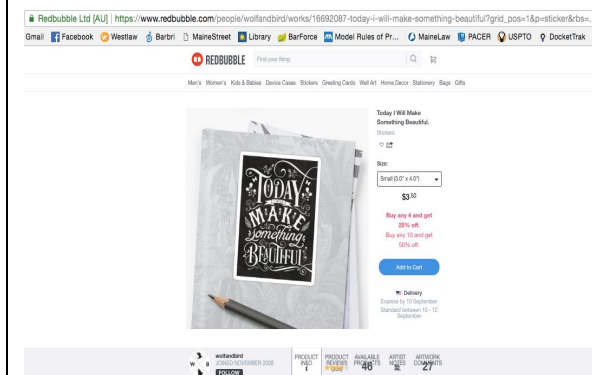 Redbubble Ltd [AU] | https://www.redbubble.com/people/wolfandbird/works/16692087-today-i-will-make-something-beautiful?grid_pos=1&p=sticker&rbs=..
Gmail Facebook Westlaw Barbri MaineStreet Library BarForce Model Rules of Pr... MaineLaw PACER USPTO DocketTrak
REDBUBBLE Find your thing
Men's Women's Kids & Babies Device Cases Stickers Greeting Cards Wall Art Home Decor Stationery Bags Gifts
TODAY
MAKE
something
BEAUTIFUL
Today I Will Make
Something Beautiful.
Stickers
Size:
Small (3.0" x 4.0")
$3.50
Buy any 4 and get
25% off.
Buy any 10 and get
50% off.
Add to Cart
Delivery
Express by 10 September
Standard between 10 - 12
September
W B
wolfandbird
JOINED NOVEMBER 2008
FOLLOW
PRODUCT
INFO
PRODUCT
REVIEWS
AVAILABLE
PRODUCTS
46
ARTIST
NOTES
ARTWORK
COMMENTS
27